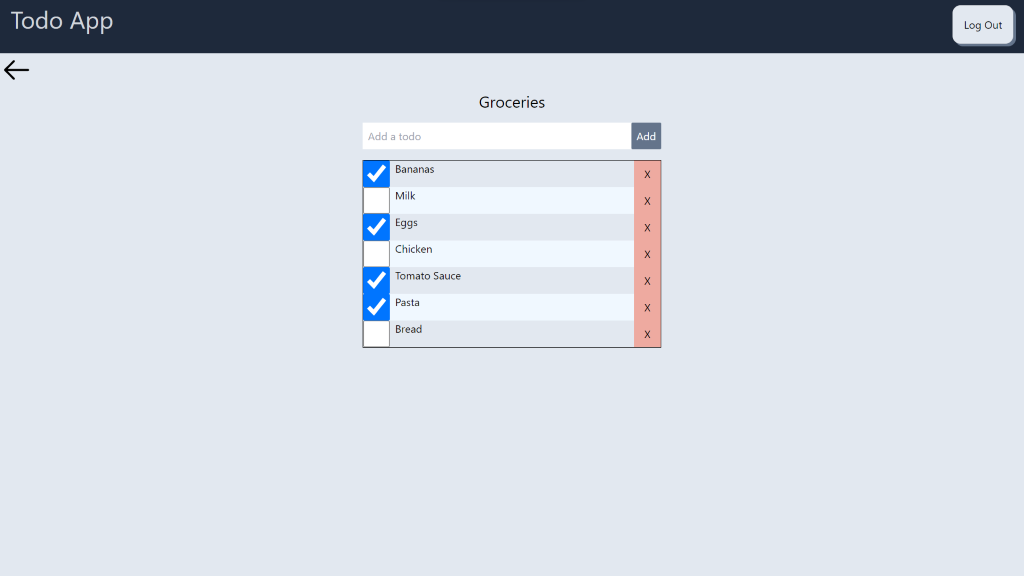 Todo App
Log Out
Groceries
Add a todo
Add
Bananas
X
Milk
X
Eggs
X
Chicken
X
Tomato Sauce
X
Pasta
X
Bread
X